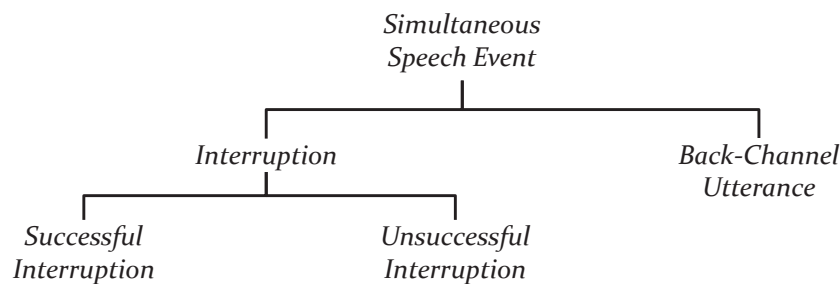 Simultaneous
Speech Event
Interruption
Back-Channel
Utterance
Successful
Interruption
Unsuccessful
Interruption